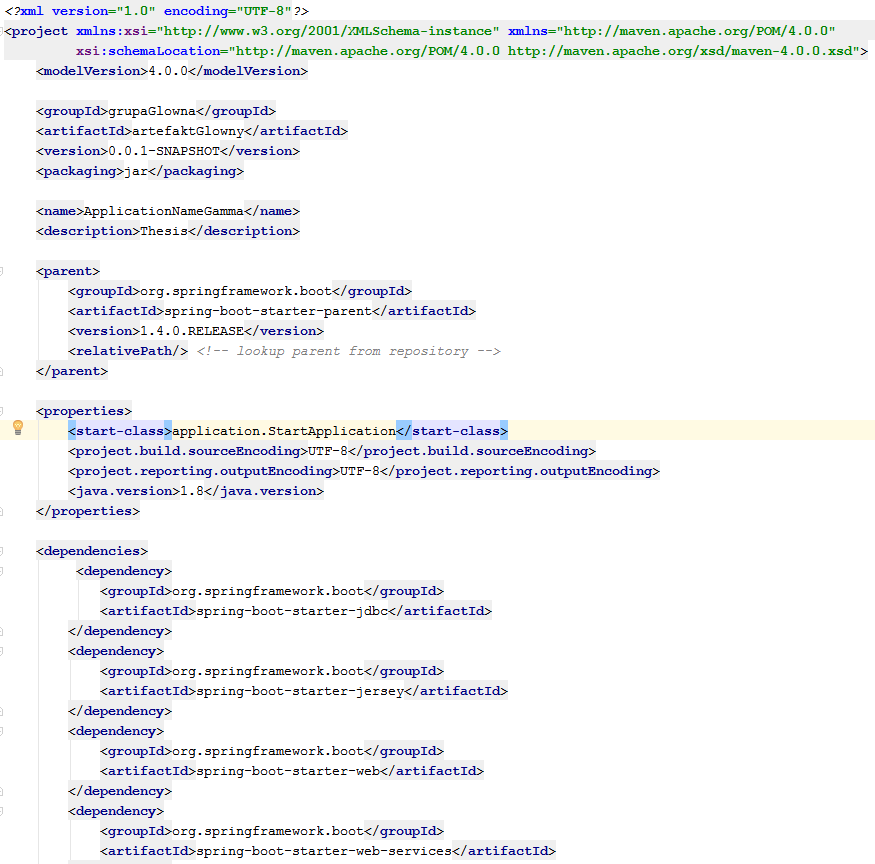 <?xml version="1.0" encoding="UTF-8"?>
<project xmlns:xsi="http://www.w3.org/2001/XMLSchema-instance" xmlns="http://maven.apache.org/POM/4.0.0"
xsi:schemaLocation="http://maven.apache.org/POM/4.0.0 http://maven.apache.org/xsd/maven-4.0.0.xsd">
<modelVersion>4.0.0</modelVersion>
<groupId>grupaGlowna</groupId>
<artifactId>artefaktGlowny</artifactId>
<version>0.0.1-SNAPSHOT</version>
<packaging>jar</packaging>
<name>ApplicationNameGamma</name>
<description>Thesis</description>
<parent>
<groupId>org.springframework.boot</groupId>
<artifactId>spring-boot-starter-parent</artifactId>
<version>1.4.0.RELEASE</version>
<relativePath/> <!-- lookup parent from repository -->
</parent>
<properties>
<start-class>application.StartApplication</start-class>
<project.build.sourceEncoding>UTF-8</project.build.sourceEncoding>
<project.reporting.outputEncoding>UTF-8</project.reporting.outputEncoding>
<java.version>1.8</java.version>
</properties>
<dependencies>
<dependency>
<groupId>org.springframework.boot</groupId>
<artifactId>spring-boot-starter-jdbc</artifactId>
</dependency>
<dependency>
<groupId>org.springframework.boot</groupId>
<artifactId>spring-boot-starter-jersey</artifactId>
</dependency>
<dependency>
<groupId>org.springframework.boot</groupId>
<artifactId>spring-boot-starter-web</artifactId>
</dependency>
<dependency>
<groupId>org.springframework.boot</groupId>
<artifactId>spring-boot-starter-web-services</artifactId>